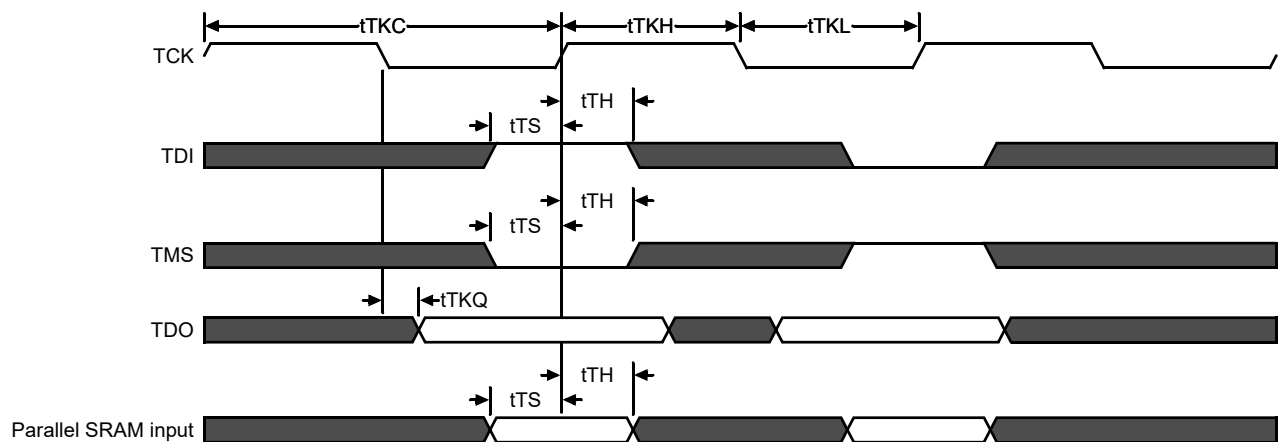 tTKC
tTKH
tTKL
TCK
tTH
tTS
TDI
tTH
tTS
TMS
tTKQ
TDO
tTH
tTS
Parallel SRAM input